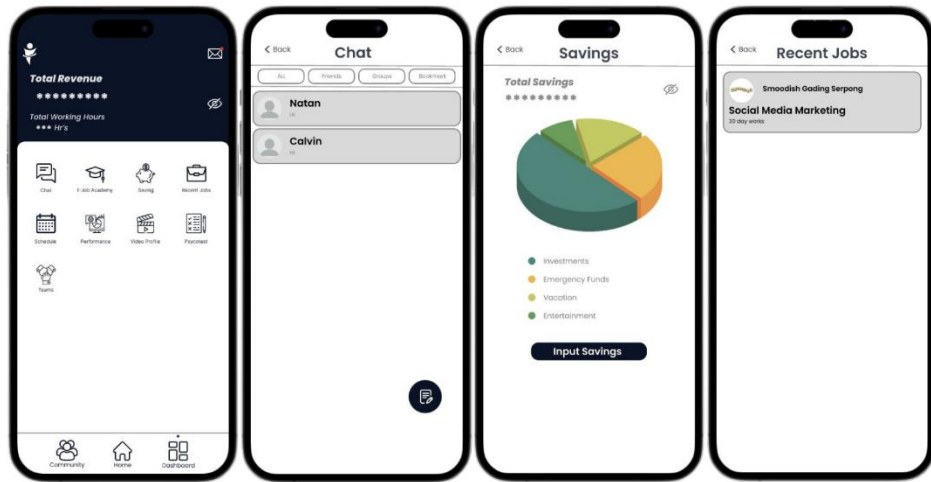 Total Revenue
*********
Total Working Hours
*** Hr's
Chat
F-Job Academy
Saving
Recent Jobs
Schedule
Performance
Video Profile
Psycotest
Teams
Community
Home
Dashboard
< Back
Chat
ALL
Friends
Groups
Bookmark
Natan
Hi
Calvin
Hi
< Back
Savings
Total Savings
*********
Investments
Emergency Funds
Vacation
Entertainment
Input Savings
< Back
Recent Jobs
Smoodish Gading Serpong
Social Media Marketing
day works